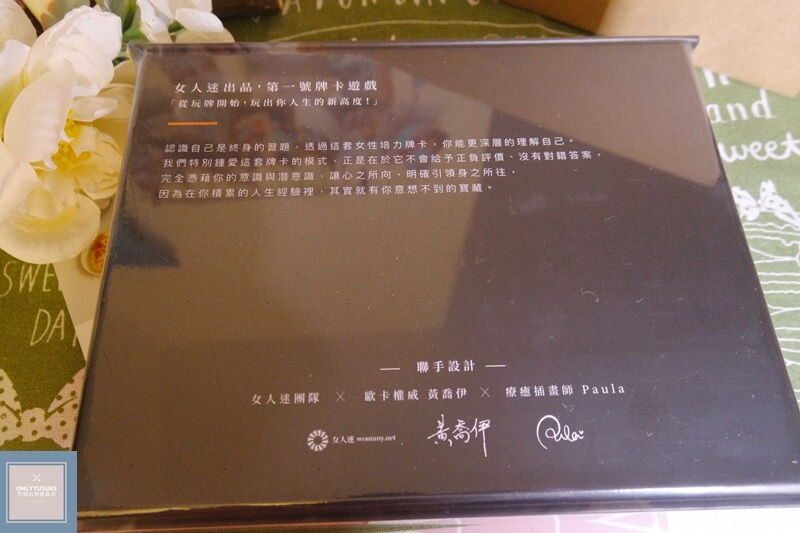 女人迷出品，第一號牌卡遊戲
「從玩牌開始，玩出你人生的新高度！」
認識自己是終身的習題，透過這套女性培力牌卡，你能更深層的理解自己。
我們特別鍾愛這套牌卡的模式，正是在於它不會給予正負評價、沒有對錯答案，
完全憑藉你的意識與潛意識，讓心之所向，明確引領身之所往，
因為在你積累的人生經驗裡，其實就有你意想不到的寶藏。
聯手設計
女人迷團隊 × 歐卡權威 黃喬伊 × 療癒插畫師 Paula
女人迷 womany.net 黃喬伊 Paula
and
sweet
SWEE
DAY
ONLYYUSUKE